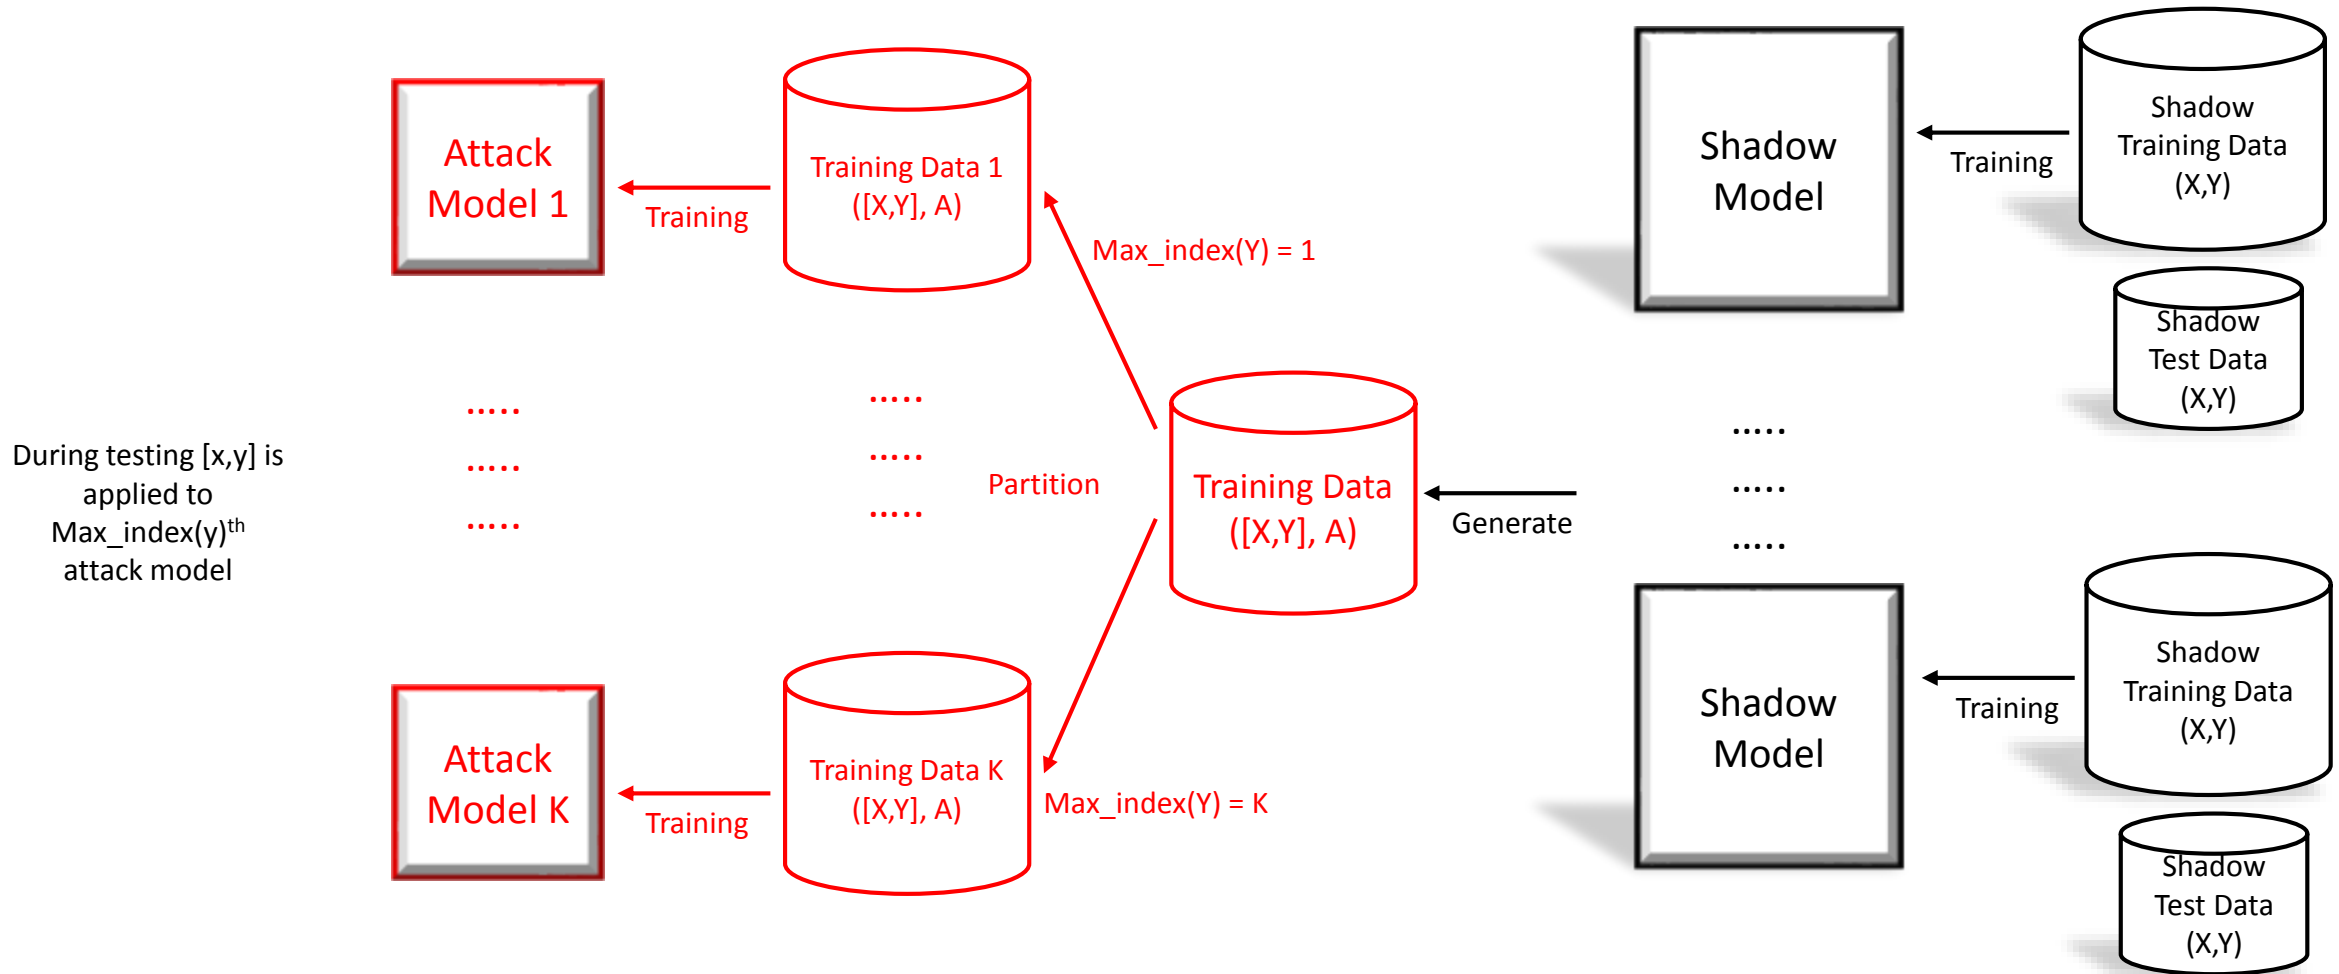 Attack
Model 1
Training
Training Data 1
([X,Y], A)
Max_index(Y) = 1
Shadow
Model
Training
Shadow
Training Data
(X,Y)
Shadow
Test Data
(X,Y)
.....
.....
.....
.....
.....
.....
During testing [x,y] is
applied to
Max_index(y)th
attack model
Partition
Training Data
([X,Y], A)
Generate
.....
.....
.....
Attack
Model K
Training
Training Data K
([X,Y], A)
Max_index(Y) = K
Shadow
Model
Training
Shadow
Training Data
(X,Y)
Shadow
Test Data
(X,Y)